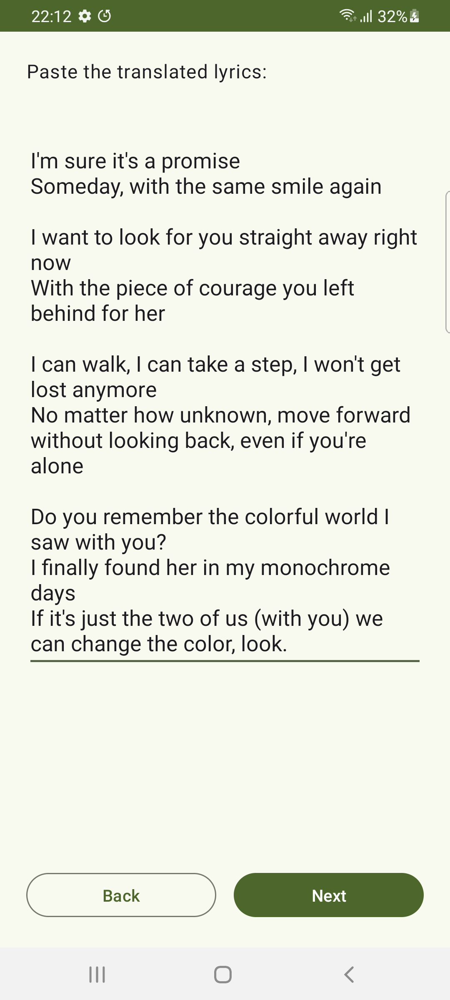 22:12
32%
Paste the translated lyrics:
I'm sure it's a promise
Someday, with the same smile again
I want to look for you straight away right
now
With the piece of courage you left
behind for her
I can walk, I can take a step, I won't get
lost anymore
No matter how unknown, move forward
without looking back, even if you're
alone
Do you remember the colorful world I
saw with you?
I finally found her in my monochrome
days
If it's just the two of us (with you) we
can change the color, look.
Back
Next